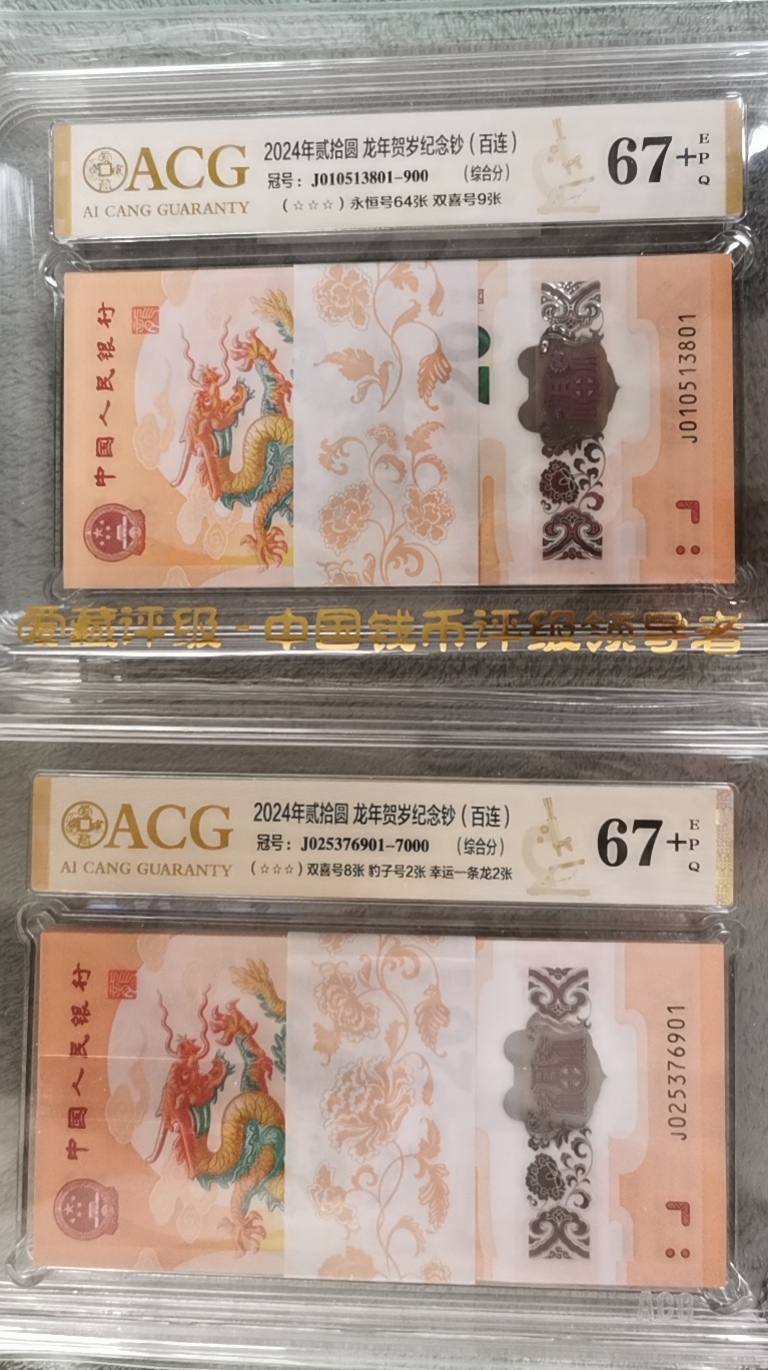 ACG
AI CANG GUARANTY
2024年贰拾圆 龙年贺岁纪念钞（百连）
冠号：J010513801-900 （综合分）
（☆☆☆）永恒号64张 双喜号9张
67+
EPQ
中国人民银行
J010513801
爱藏评级-中国钱币评级领导者
ACG
AI CANG GUARANTY
2024年贰拾圆 龙年贺岁纪念钞（百连）
冠号：J025376901-7000 （综合分）
（☆☆☆）双喜号8张 豹子号2张 幸运一条龙2张
67+
EPQ
中国人民银行
J025376901
ACG